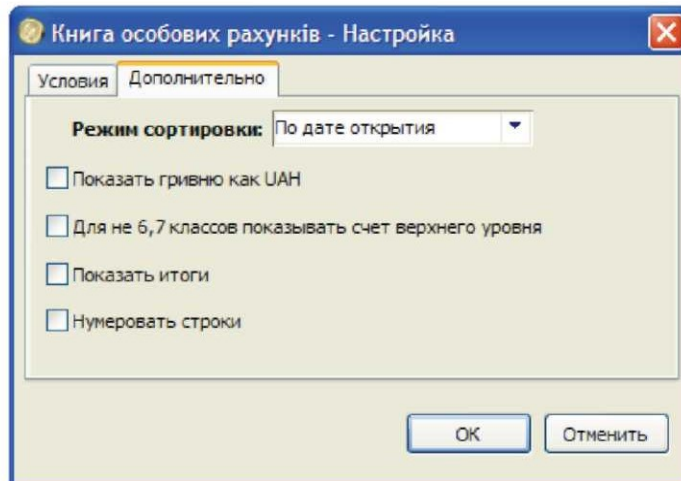 Книга особових рахунків - Настройка
Условия Дополнительно
Режим сортировки: По дате открытия
Показать гривню как UAH
Для не 6,7 классов показывать счет верхнего уровня
Показать итоги
Нумеровать строки
ОК Отменить